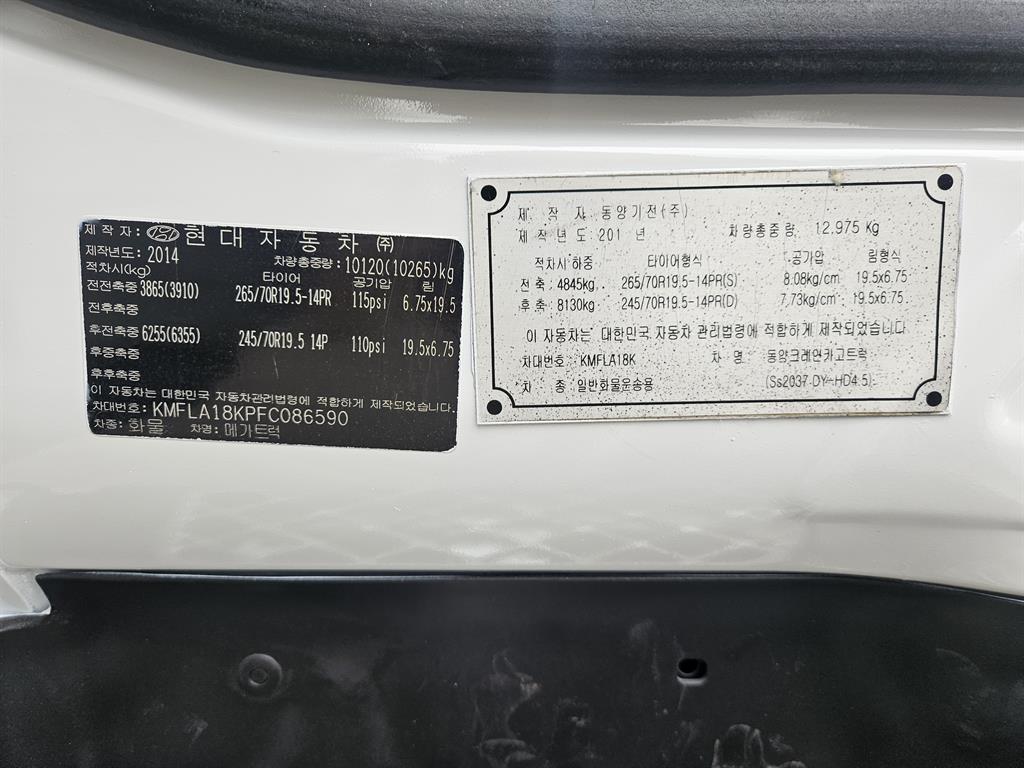 제 작 자: 현 대 자 동 차 ㈜
제작년도: 2014 차량총중량: 10120(10265)kg
적차시(kg) 타이어 공기압 림
전전축중 3865(3910) 265/70R19.5-14PR 115psi 6.75x19.5
전후축중
후전축중 6255(6355) 245/70R19.5 14P 110psi 19.5x6.75
후중축중
후후축중
이 자동차는 대한민국 자동차관리법령에 적합하게 제작되었습니다.
차대번호: KMFLA18KPFC086590
차종: 화물 차명: 메가트럭
제 작 자 동양기전(주)
제 작 년 도 : 201 년 차량총중량 12,975 Kg
적차시 하중 타이어형식 공기압 림형식
전 축 : 4845kg 265/70R19.5-14PR(S) 8.08kg/cm 19.5x6.75
후 축 : 8130kg 245/70R19.5-14PR(D) 7.73kg/cm 19.5x6.75
이 자동차는 대한민국 자동차 관리법령에 적합하게 제작되었습니다
차대번호: KMFLA18K 차 명: 동양크레인카고트럭
차 종: 일반화물운송용 (Ss2037-DY-HD4.5)